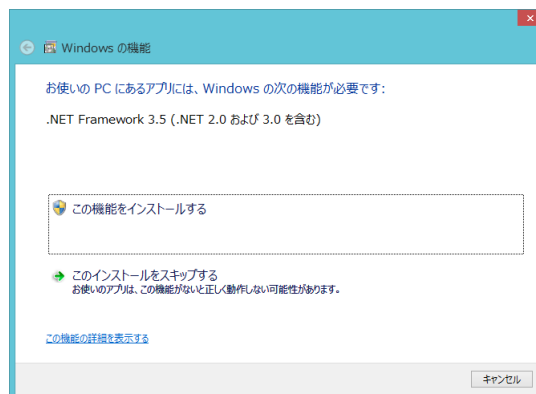 Windows の機能
お使いの PC にあるアプリには、Windows の次の機能が必要です:
.NET Framework 3.5 (.NET 2.0 および 3.0 を含む)
この機能をインストールする
このインストールをスキップする
お使いのアプリは、この機能がないと正しく動作しない可能性があります。
この機能の詳細を表示する
キャンセル